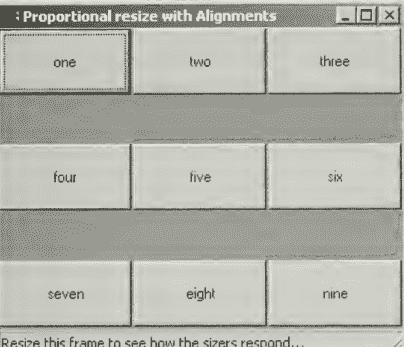 Proportional resize with Alignments
one two three
four five six
seven eight nine
Resize this frame to see how the sizers respond...